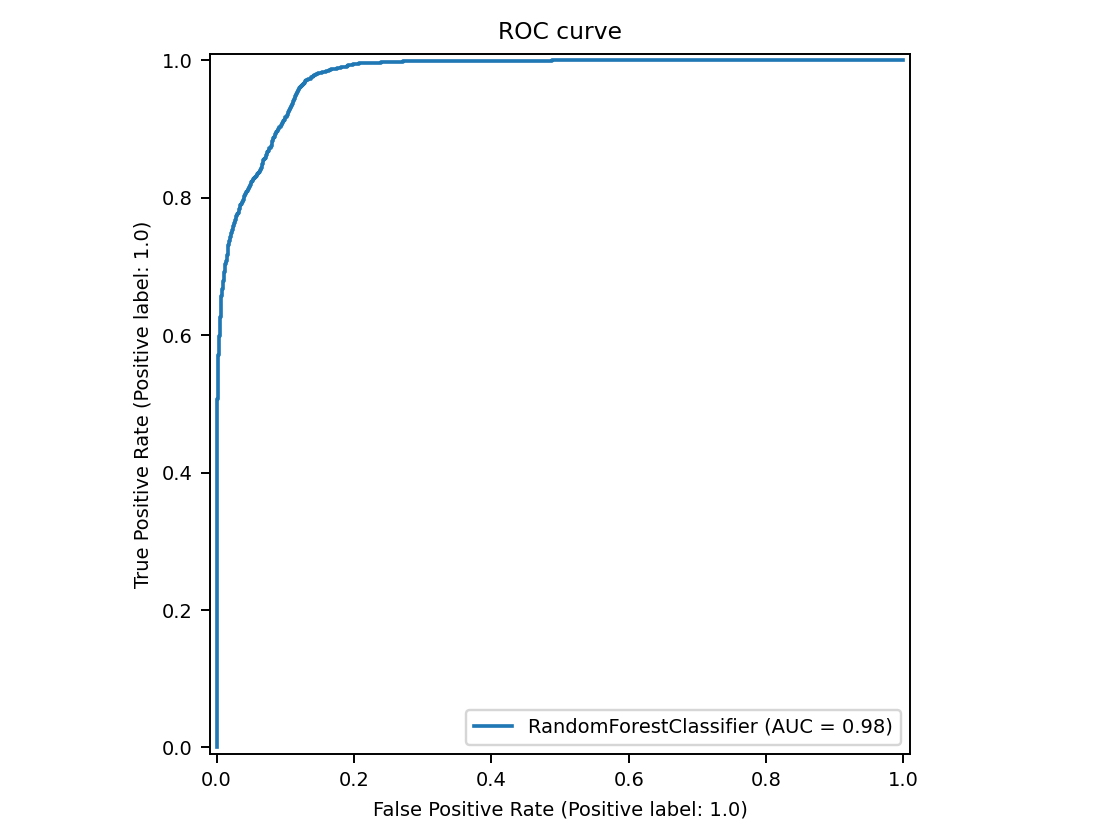 ROC curve
1.0
0.8
0.6
0.4
0.2
0.0
True Positive Rate (Positive label: 1.0)
RandomForestClassifier (AUC = 0.98)
0.0 0.2 0.4 0.6 0.8 1.0
False Positive Rate (Positive label: 1.0)